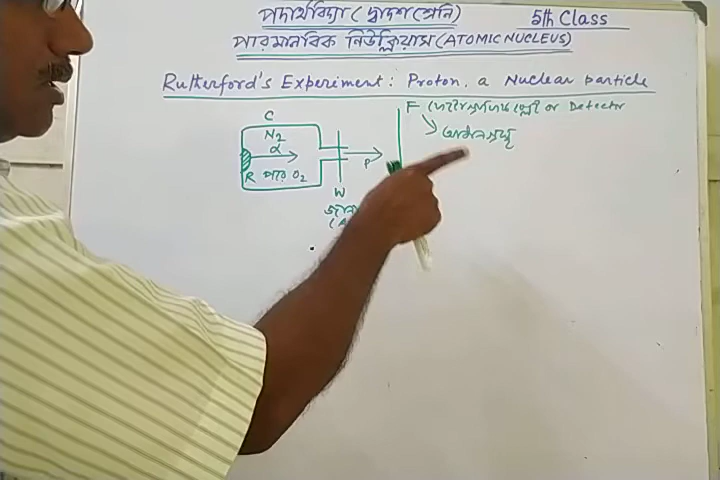 পদার্থবিদ্যা (দ্বাদশ শ্রেণি) 5th Class
পারমানবিক নিউক্লিয়াস (ATOMIC NUCLEUS)
Rutherford's Experiment: Proton, a Nuclear particle
C
F or Detector
N2
α
R পরে O2
P
W